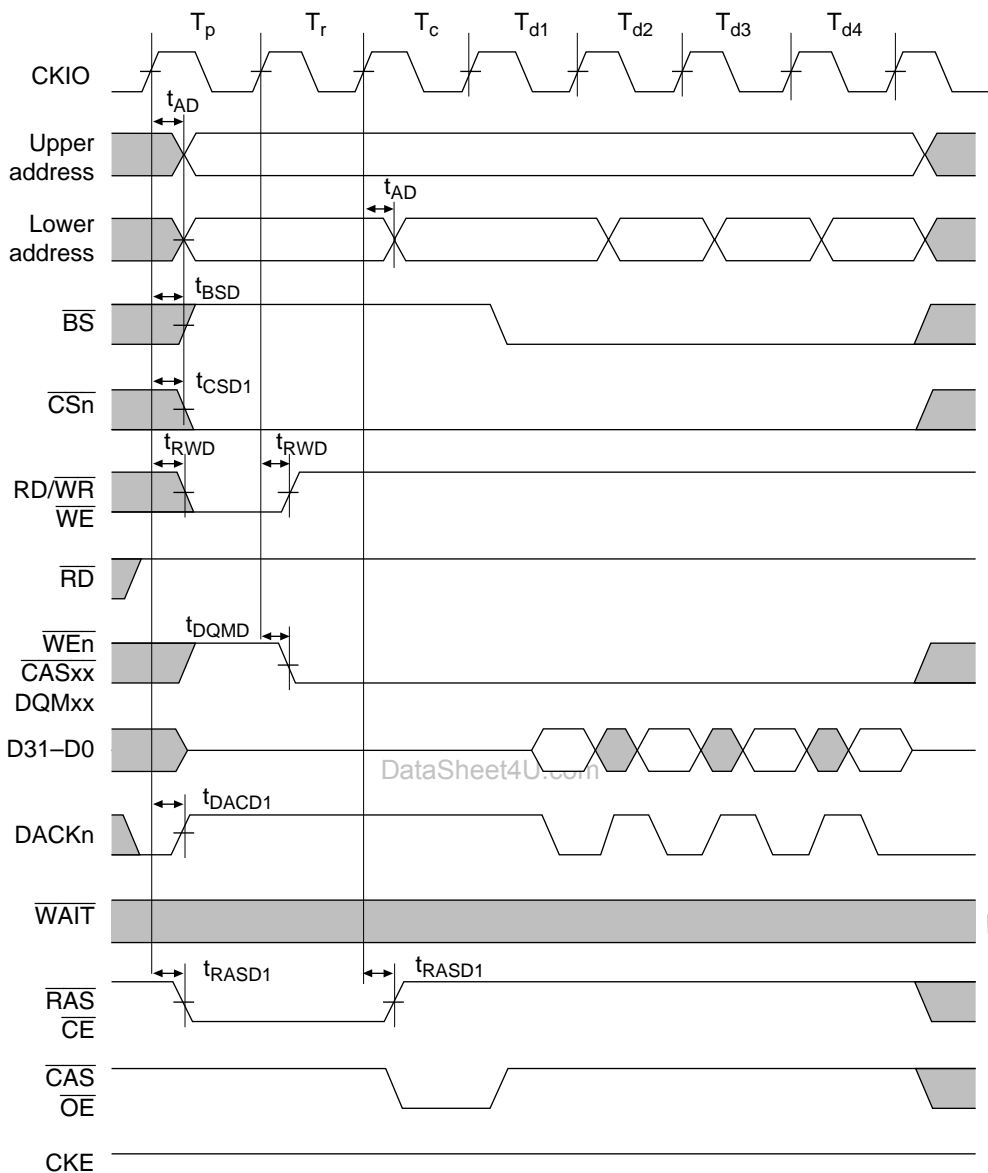 Tp Tr Tc Td1 Td2 Td3 Td4
CKIO
tAD
Upper
address
tAD
Lower
address
tBSD
BS
tCSD1
CSn
tRWD tRWD
RD/WR
WE
RD
tDQMD
WEn
CASxx
DQMxx
D31–D0
DataSheet4U.com
tDACD1
DACKn
WAIT
tRASD1 tRASD1
RAS
CE
CAS
OE
CKE